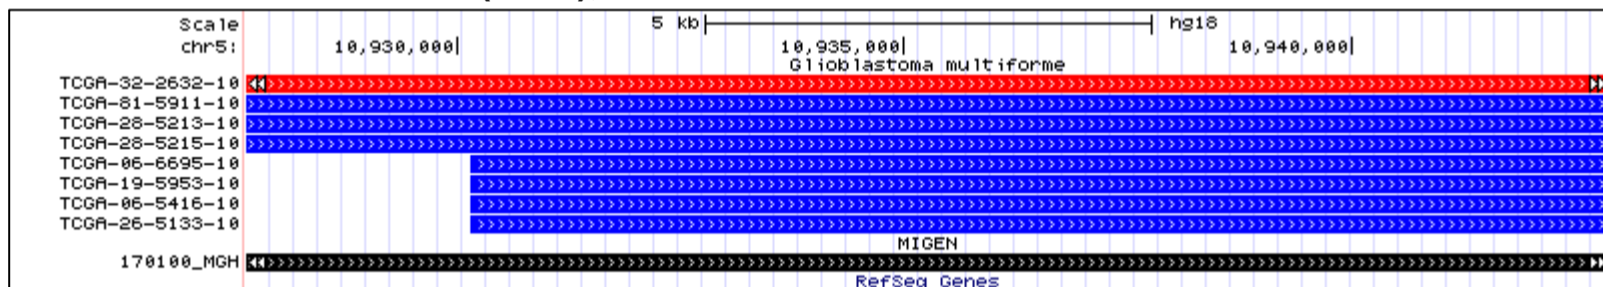 Scale 5 kb hg18
chr5: 10,930,000 10,935,000 10,940,000
Glioblastoma multiforme
TCGA-32-2632-10
TCGA-81-5911-10
TCGA-28-5213-10
TCGA-28-5215-10
TCGA-06-6695-10
TCGA-19-5953-10
TCGA-06-5416-10
TCGA-26-5133-10
MIGEN
170100_MGH
RefSeq Genes